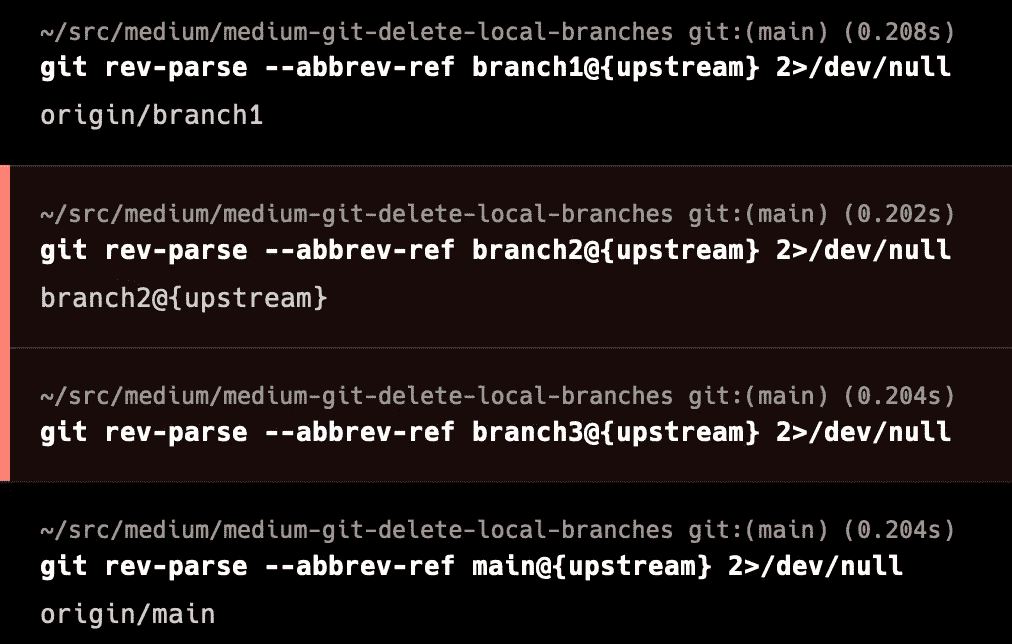 ~/src/medium/medium-git-delete-local-branches git:(main) (0.208s)
git rev-parse --abbrev-ref branch1@{upstream} 2>/dev/null
origin/branch1
~/src/medium/medium-git-delete-local-branches git:(main) (0.202s)
git rev-parse --abbrev-ref branch2@{upstream} 2>/dev/null
branch2@{upstream}
~/src/medium/medium-git-delete-local-branches git:(main) (0.204s)
git rev-parse --abbrev-ref branch3@{upstream} 2>/dev/null
~/src/medium/medium-git-delete-local-branches git:(main) (0.204s)
git rev-parse --abbrev-ref main@{upstream} 2>/dev/null
origin/main